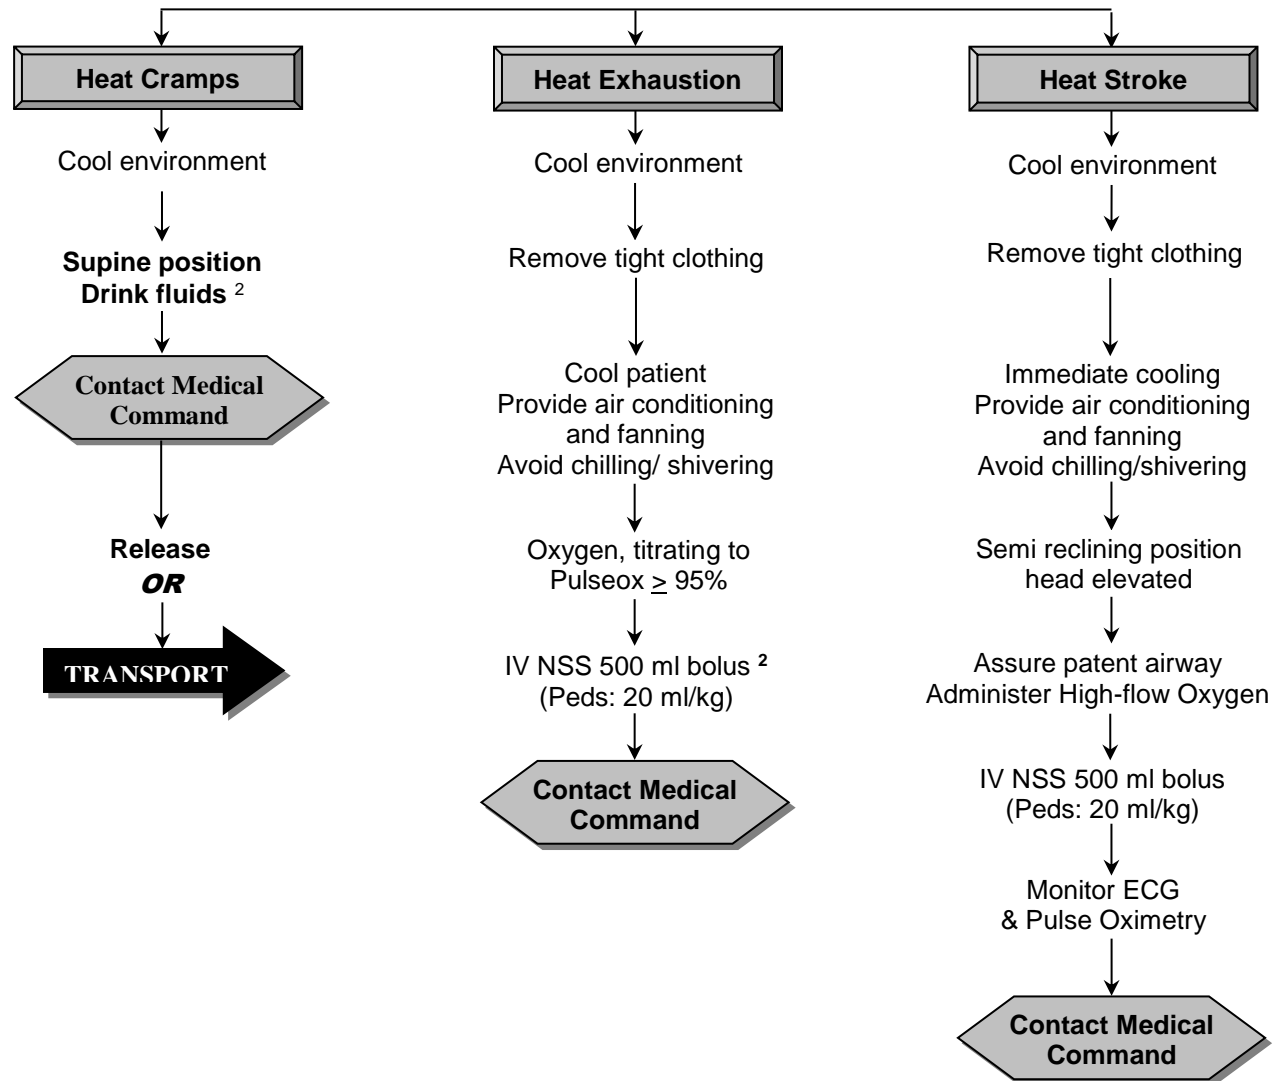 Heat Cramps
Cool environment
Supine position
Drink fluids ²
Contact Medical
Command
Release
OR
TRANSPORT
Heat Exhaustion
Cool environment
Remove tight clothing
Cool patient
Provide air conditioning
and fanning
Avoid chilling/ shivering
Oxygen, titrating to
Pulseox ≥ 95%
IV NSS 500 ml bolus ²
(Peds: 20 ml/kg)
Contact Medical
Command
Heat Stroke
Cool environment
Remove tight clothing
Immediate cooling
Provide air conditioning
and fanning
Avoid chilling/shivering
Semi reclining position
head elevated
Assure patent airway
Administer High-flow Oxygen
IV NSS 500 ml bolus
(Peds: 20 ml/kg)
Monitor ECG
& Pulse Oximetry
Contact Medical
Command